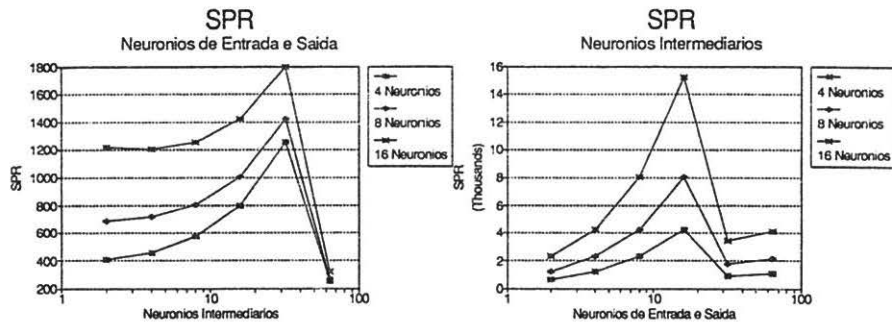 SPR
Neuronios de Entrada e Saida
1800
1600
1400
1200
1000
800
600
400
200
SPR
1
10
100
Neuronios Intermediarios
4 Neuronios
8 Neuronios
16 Neuronios
SPR
Neuronios Intermediarios
16
14
12
10
8
6
4
2
0
SPR
(Thousands)
1
10
100
Neuronios de Entrada e Saida
4 Neuronios
8 Neuronios
16 Neuronios